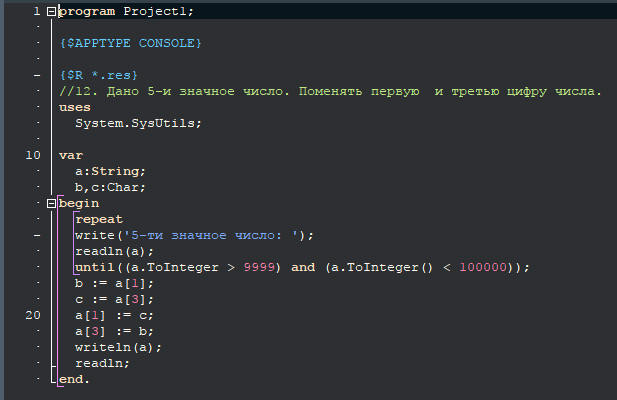 1 program Project1;
{$APPTYPE CONSOLE}
{$R *.res}
//12. Дано 5-и значное число. Поменять первую  и третью цифру числа.
uses
  System.SysUtils;
10 var
  a:String;
  b,c:Char;
begin
  repeat
  write('5-ти значное число: ');
  readln(a);
  until((a.ToInteger > 9999) and (a.ToInteger() < 100000));
  b := a[1];
  c := a[3];
20   a[1] := c;
  a[3] := b;
  writeln(a);
  readln;
end.